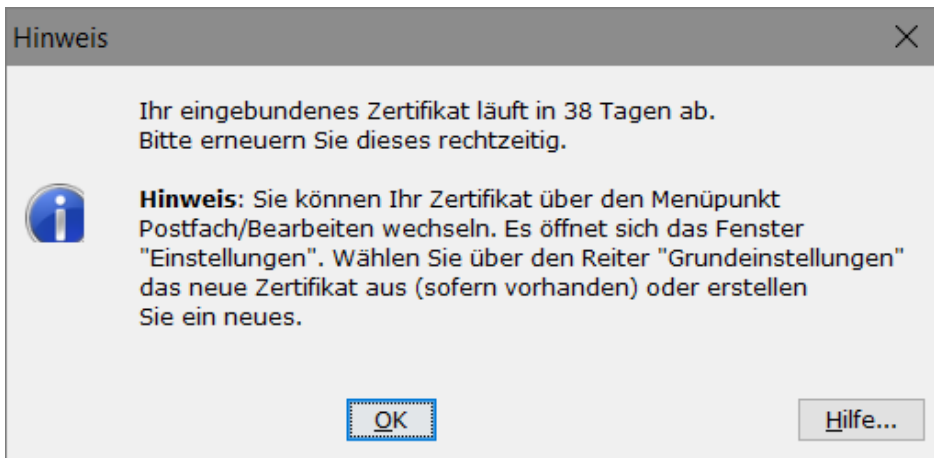 Hinweis
Ihr eingebundenes Zertifikat läuft in 38 Tagen ab.
Bitte erneuern Sie dieses rechtzeitig.
Hinweis: Sie können Ihr Zertifikat über den Menüpunkt
Postfach/Bearbeiten wechseln. Es öffnet sich das Fenster
"Einstellungen". Wählen Sie über den Reiter "Grundeinstellungen"
das neue Zertifikat aus (sofern vorhanden) oder erstellen
Sie ein neues.
OK
Hilfe...